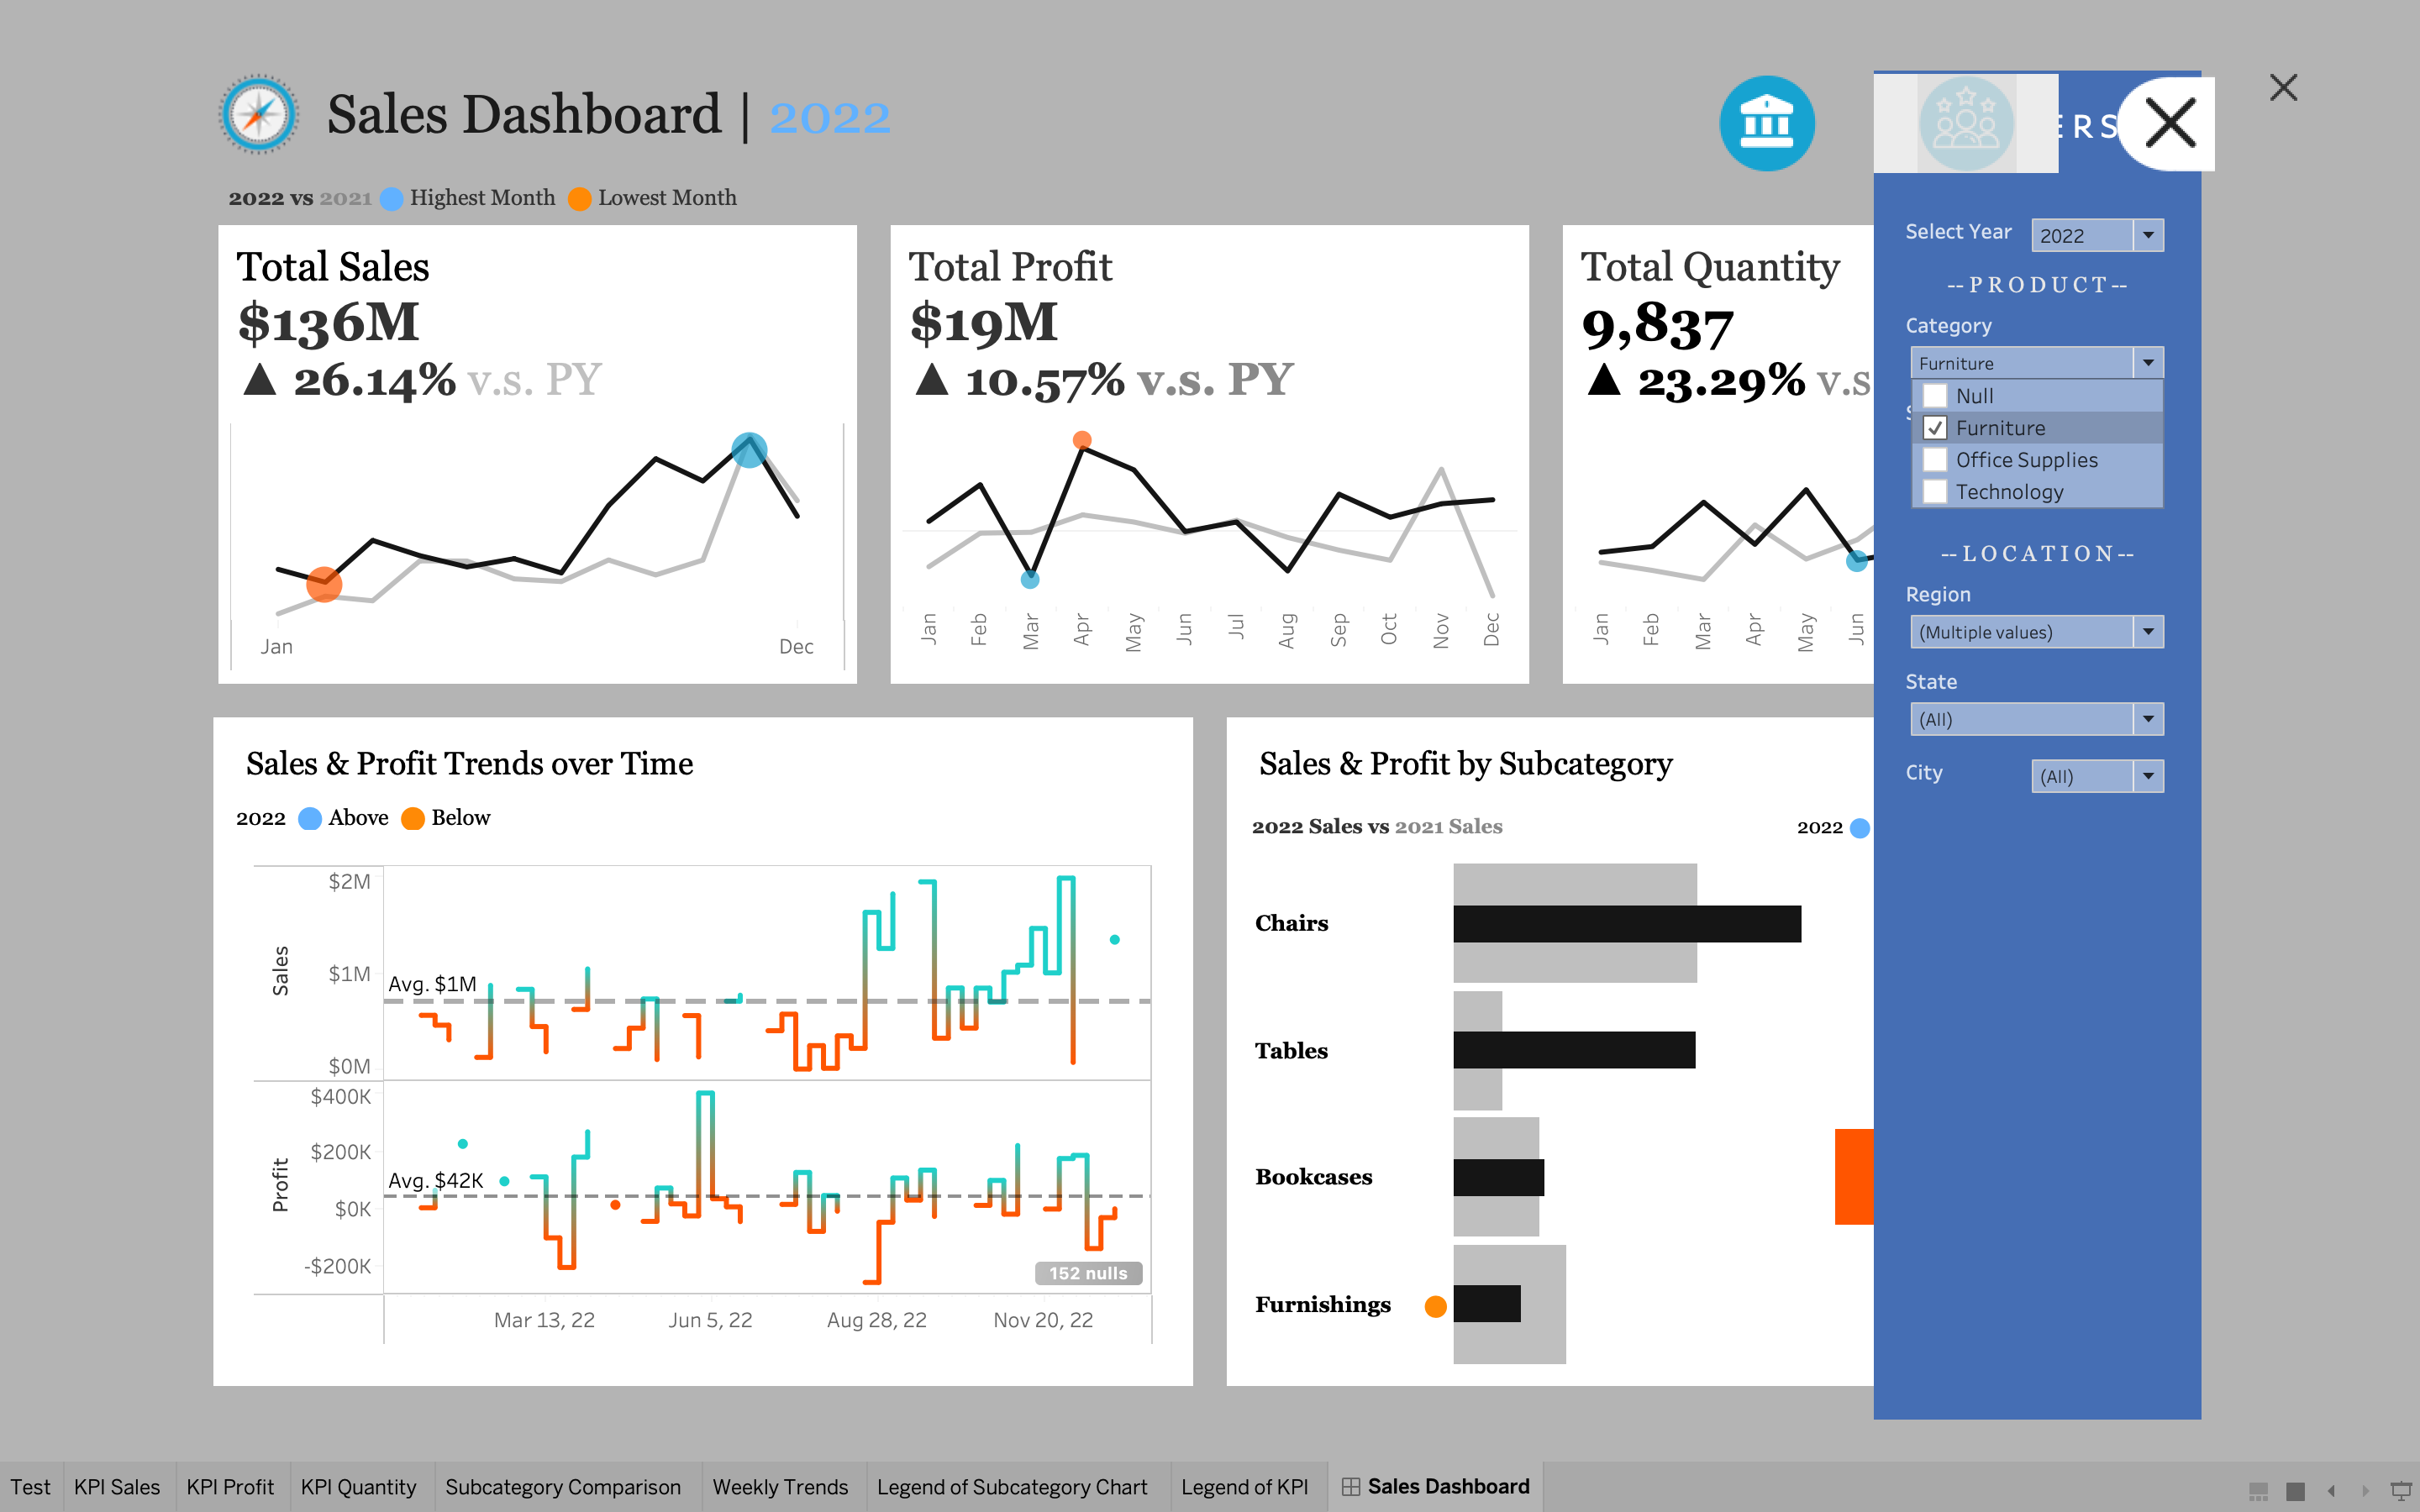 Sales Dashboard | 2022
ERS
2022 vs 2021 Highest Month Lowest Month
Total Sales
$136M
▲ 26.14% v.s. PY
Jan Dec
Total Profit
$19M
▲ 10.57% v.s. PY
Jan Feb Mar Apr May Jun Jul Aug Sep Oct Nov Dec
Total Quantity
9,837
▲ 23.29% v.s
Jan Feb Mar Apr May Jun
Select Year 2022
--PRODUCT--
Category
Furniture
Null
Furniture
Office Supplies
Technology
--LOCATION--
Region
(Multiple values)
State
(All)
City (All)
Sales & Profit Trends over Time
2022 Above Below
Sales
$2M
$1M
$0M
Avg. $1M
Profit
$400K
$200K
$0K
-$200K
Avg. $42K
152 nulls
Mar 13, 22 Jun 5, 22 Aug 28, 22 Nov 20, 22
Sales & Profit by Subcategory
2022 Sales vs 2021 Sales 2022
Chairs
Tables
Bookcases
Furnishings
Test KPI Sales KPI Profit KPI Quantity Subcategory Comparison Weekly Trends Legend of Subcategory Chart Legend of KPI Sales Dashboard